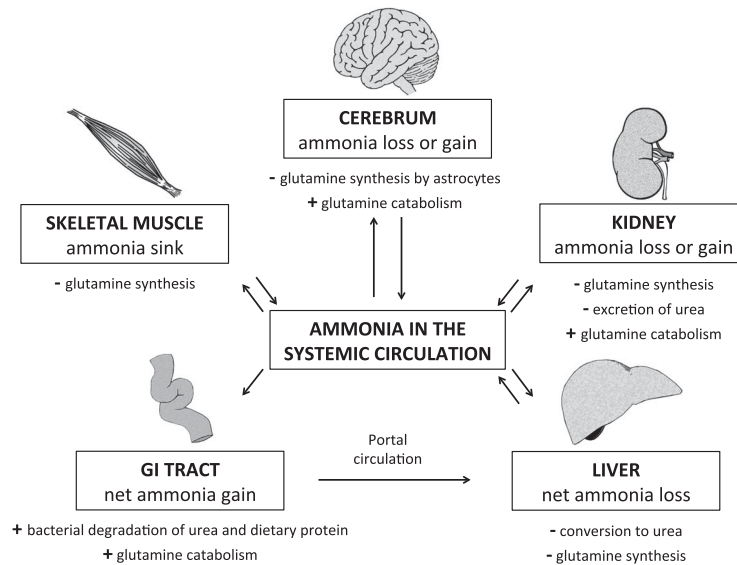 CEREBRUM
ammonia loss or gain
- glutamine synthesis by astrocytes
+ glutamine catabolism
SKELETAL MUSCLE
ammonia sink
- glutamine synthesis
KIDNEY
ammonia loss or gain
- glutamine synthesis
- excretion of urea
+ glutamine catabolism
AMMONIA IN THE
SYSTEMIC CIRCULATION
GI TRACT
net ammonia gain
+ bacterial degradation of urea and dietary protein
+ glutamine catabolism
Portal
circulation
LIVER
net ammonia loss
- conversion to urea
- glutamine synthesis